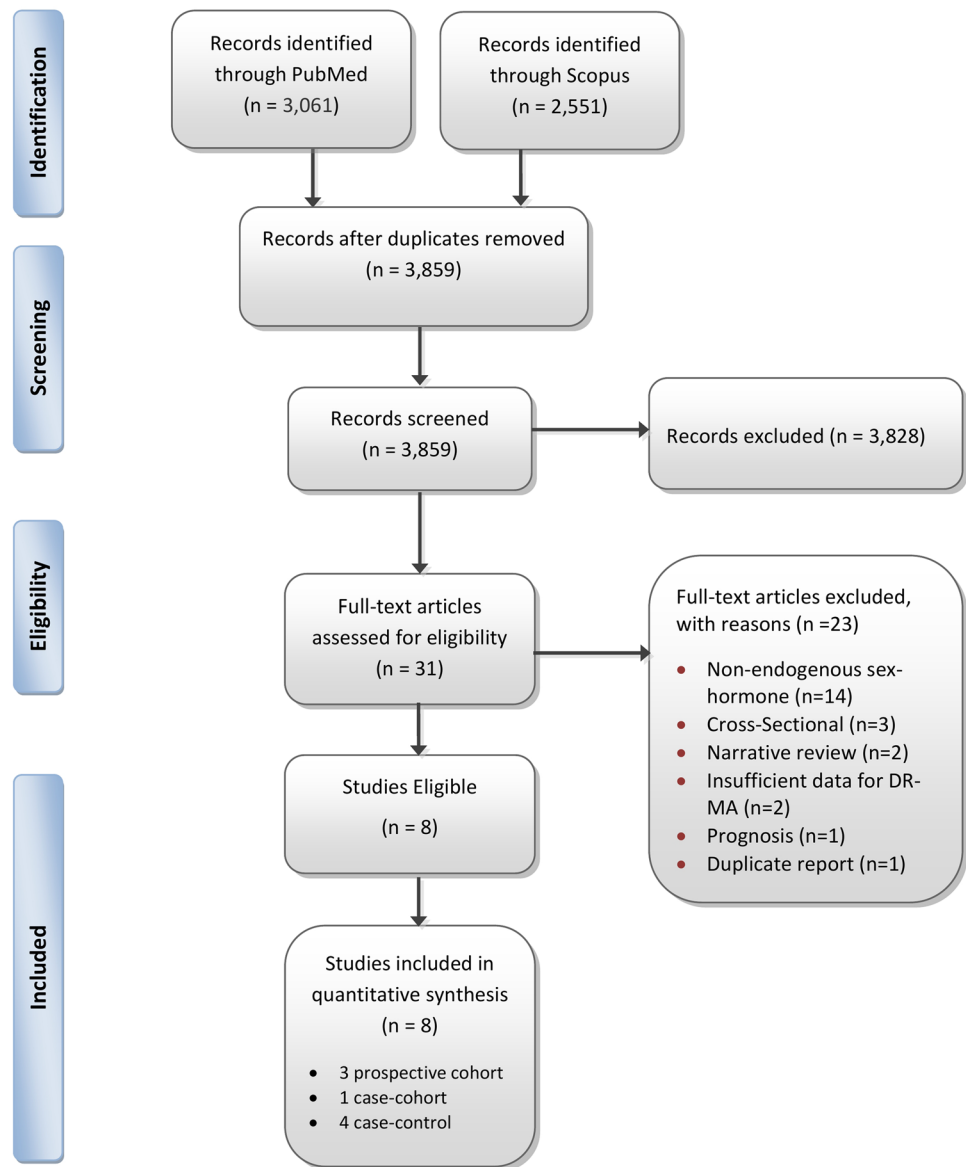 Identification
Records identified
through PubMed
(n = 3,061)
Records identified
through Scopus
(n = 2,551)
Records after duplicates removed
(n = 3,859)
Screening
Records screened
(n = 3,859)
Records excluded (n = 3,828)
Eligibility
Full-text articles
assessed for eligibility
(n = 31)
Full-text articles excluded,
with reasons (n =23)
• Non-endogenous sex-
hormone (n=14)
• Cross-Sectional (n=3)
• Narrative review (n=2)
• Insufficient data for DR-
MA (n=2)
• Prognosis (n=1)
• Duplicate report (n=1)
Studies Eligible
(n = 8)
Included
Studies included in
quantitative synthesis
(n = 8)
• 3 prospective cohort
• 1 case-cohort
• 4 case-control